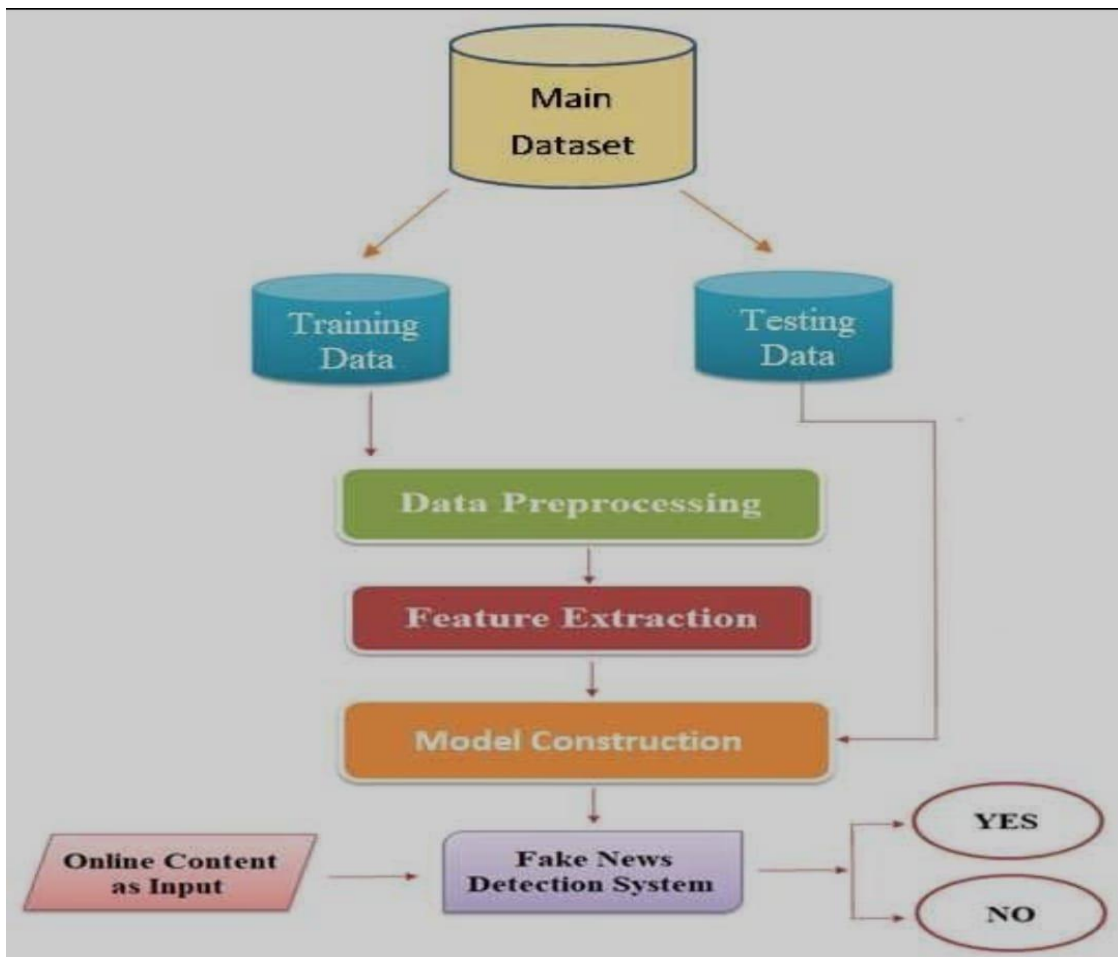 Main
Dataset
Training
Data
Testing
Data
Data Preprocessing
Feature Extraction
Model Construction
Online Content
as Input
Fake News
Detection System
YES
NO